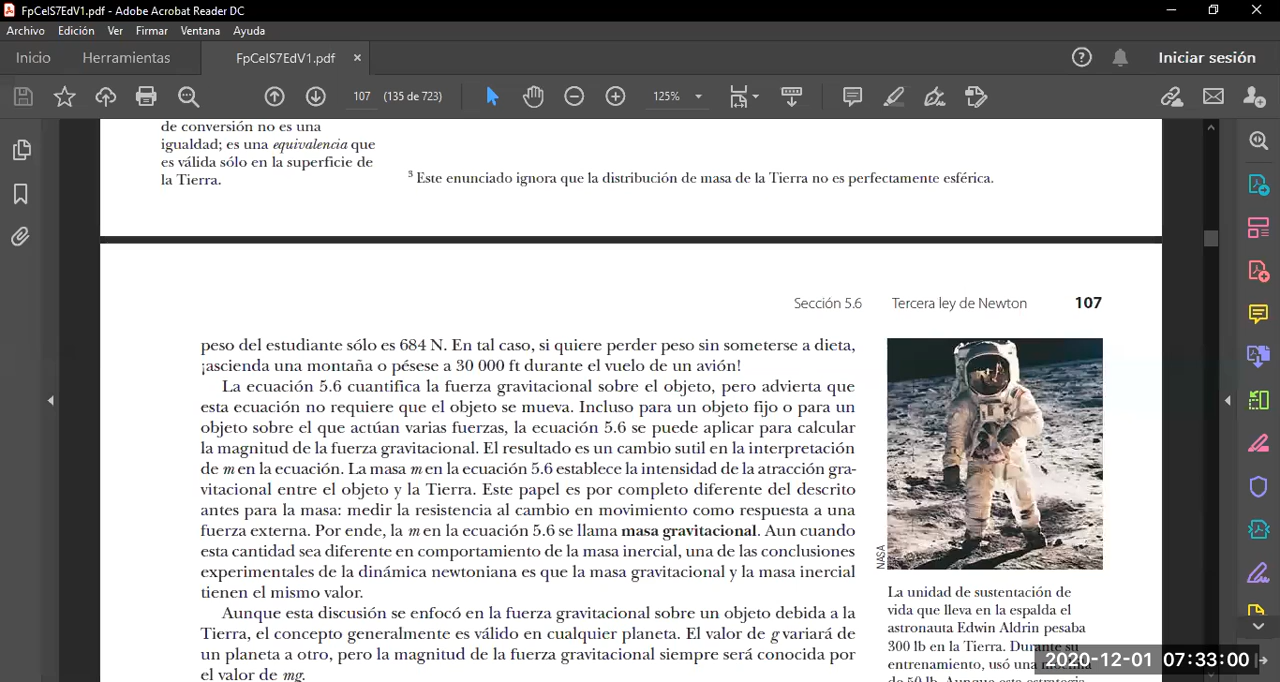 FpCeIS7EdV1.pdf - Adobe Acrobat Reader DC
Archivo Edición Ver Firmar Ventana Ayuda
Inicio Herramientas FpCeIS7EdV1.pdf × Iniciar sesión
107 (135 de 723) 125%
de conversión no es una
igualdad; es una equivalencia que
es válida sólo en la superficie de
la Tierra.
³ Este enunciado ignora que la distribución de masa de la Tierra no es perfectamente esférica.
Sección 5.6 Tercera ley de Newton 107
peso del estudiante sólo es 684 N. En tal caso, si quiere perder peso sin someterse a dieta,
¡ascienda una montaña o pésese a 30 000 ft durante el vuelo de un avión!
La ecuación 5.6 cuantifica la fuerza gravitacional sobre el objeto, pero advierta que
esta ecuación no requiere que el objeto se mueva. Incluso para un objeto fijo o para un
objeto sobre el que actúan varias fuerzas, la ecuación 5.6 se puede aplicar para calcular
la magnitud de la fuerza gravitacional. El resultado es un cambio sutil en la interpretación
de m en la ecuación. La masa m en la ecuación 5.6 establece la intensidad de la atracción gra-
vitacional entre el objeto y la Tierra. Este papel es por completo diferente del descrito
antes para la masa: medir la resistencia al cambio en movimiento como respuesta a una
fuerza externa. Por ende, la m en la ecuación 5.6 se llama masa gravitacional. Aun cuando
esta cantidad sea diferente en comportamiento de la masa inercial, una de las conclusiones
experimentales de la dinámica newtoniana es que la masa gravitacional y la masa inercial
tienen el mismo valor.
Aunque esta discusión se enfocó en la fuerza gravitacional sobre un objeto debida a la
Tierra, el concepto generalmente es válido en cualquier planeta. El valor de g variará de
un planeta a otro, pero la magnitud de la fuerza gravitacional siempre será conocida por
el valor de mg.
NASA
La unidad de sustentación de
vida que lleva en la espalda el
astronauta Edwin Aldrin pesaba
300 lb en la Tierra. Durante su
entrenamiento, usó una
de 50 lb. Aunque esta estrategia
2020-12-01 07:33:00